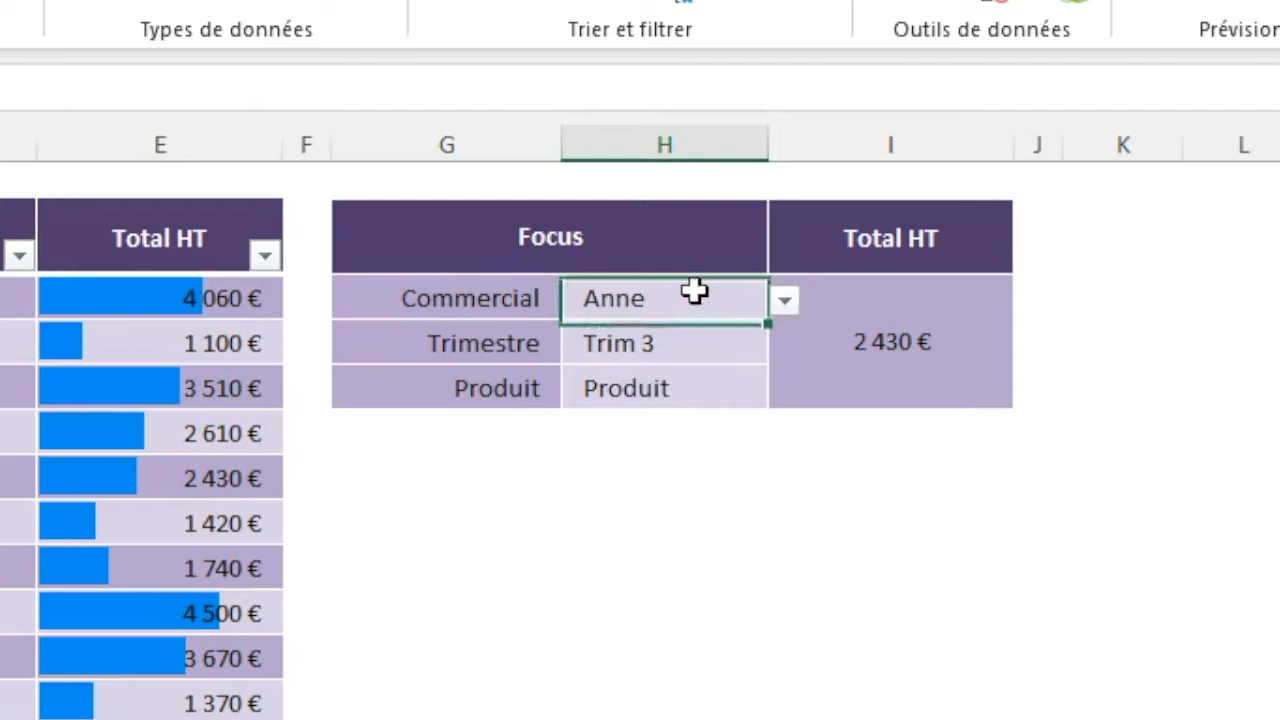 Types de données
Trier et filtrer
Outils de données
Prévision
E F G H I J K L
Total HT
Focus Total HT
4 060 € Commercial Anne
1 100 € Trimestre Trim 3 2 430 €
3 510 € Produit Produit
2 610 €
2 430 €
1 420 €
1 740 €
4 500 €
3 670 €
1 370 €